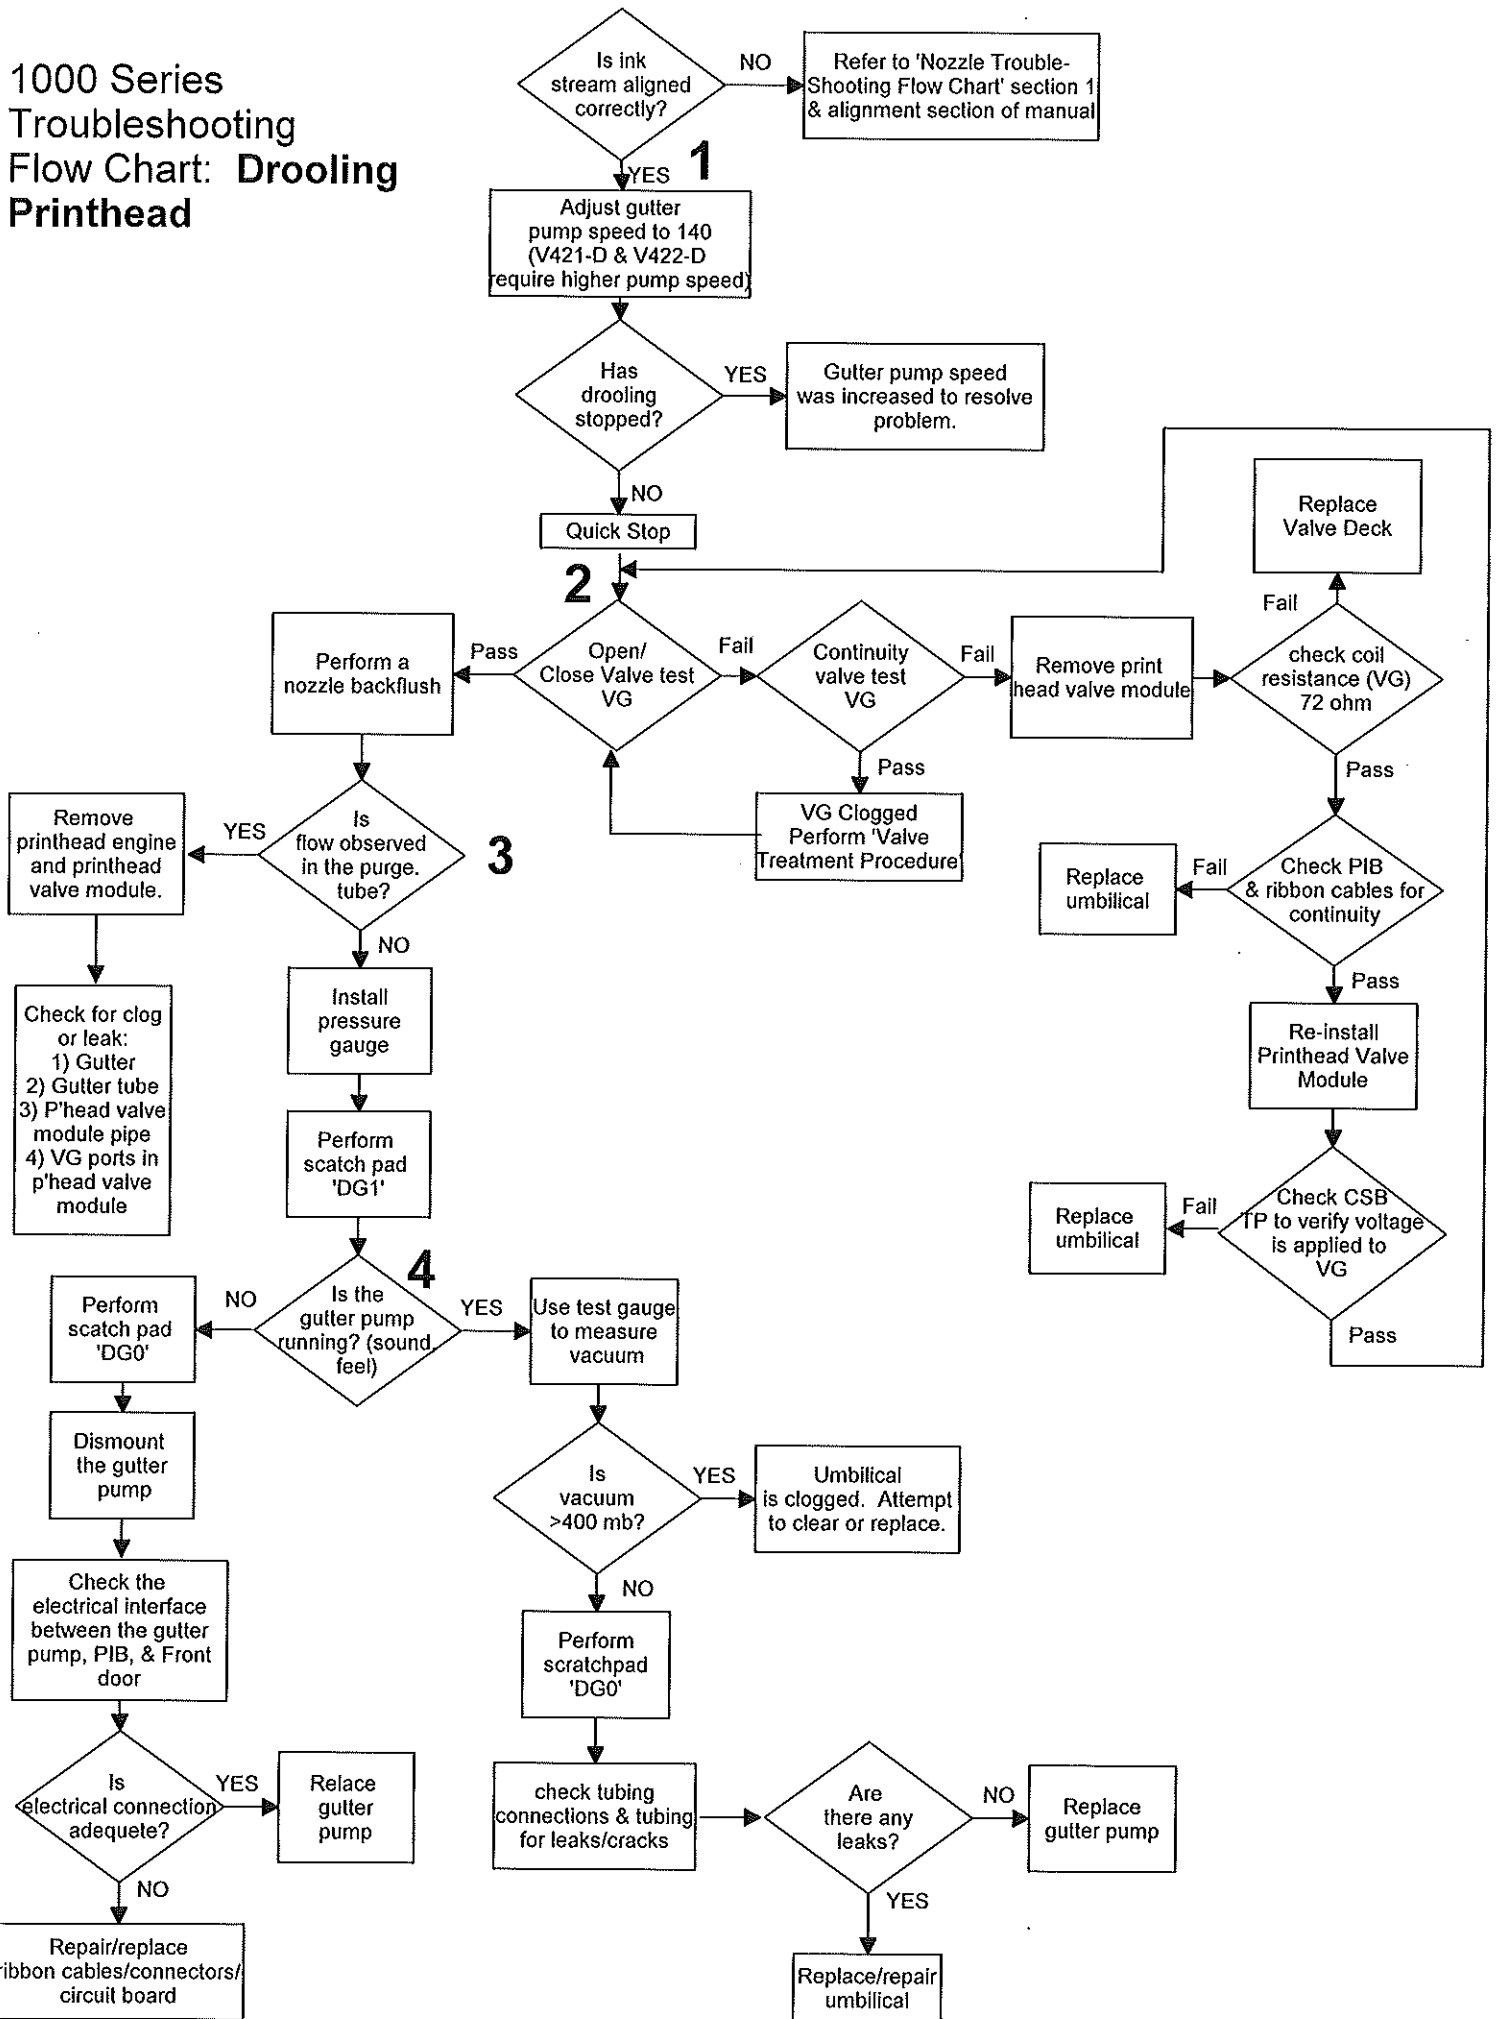 1000 Series
Troubleshooting
Flow Chart: Drooling
Printhead
Is ink
stream aligned
correctly?
NO
Refer to 'Nozzle Trouble-
Shooting Flow Chart' section 1
& alignment section of manual
1
YES
Adjust gutter
pump speed to 140
(V421-D & V422-D
require higher pump speed)
Has
drooling
stopped?
YES
Gutter pump speed
was increased to resolve
problem.
NO
Quick Stop
2
Open/
Close Valve test
VG
Pass
Perform a
nozzle backflush
Fail
Continuity
valve test
VG
Fail
Remove print
head valve module
check coil
resistance (VG)
72 ohm
Fail
Replace
Valve Deck
Pass
VG Clogged
Perform 'Valve
Treatment Procedure'
Pass
Check PIB
& ribbon cables for
continuity
Fail
Replace
umbilical
Pass
Re-install
Printhead Valve
Module
Check CSB
TP to verify voltage
is applied to
VG
Fail
Replace
umbilical
Pass
Is
flow observed
in the purge.
tube?
3
YES
Remove
printhead engine
and printhead
valve module.
Check for clog
or leak:
1) Gutter
2) Gutter tube
3) P'head valve
module pipe
4) VG ports in
p'head valve
module
NO
Install
pressure
gauge
Perform
scatch pad
'DG1'
4
Is the
gutter pump
running? (sound,
feel)
NO
Perform
scatch pad
'DG0'
Dismount
the gutter
pump
Check the
electrical interface
between the gutter
pump, PIB, & Front
door
Is
electrical connection
adequete?
YES
Relace
gutter
pump
NO
Repair/replace
ribbon cables/connectors/
circuit board
YES
Use test gauge
to measure
vacuum
Is
vacuum
>400 mb?
YES
Umbilical
is clogged. Attempt
to clear or replace.
NO
Perform
scratchpad
'DG0'
check tubing
connections & tubing
for leaks/cracks
Are
there any
leaks?
NO
Replace
gutter pump
YES
Replace/repair
umbilical